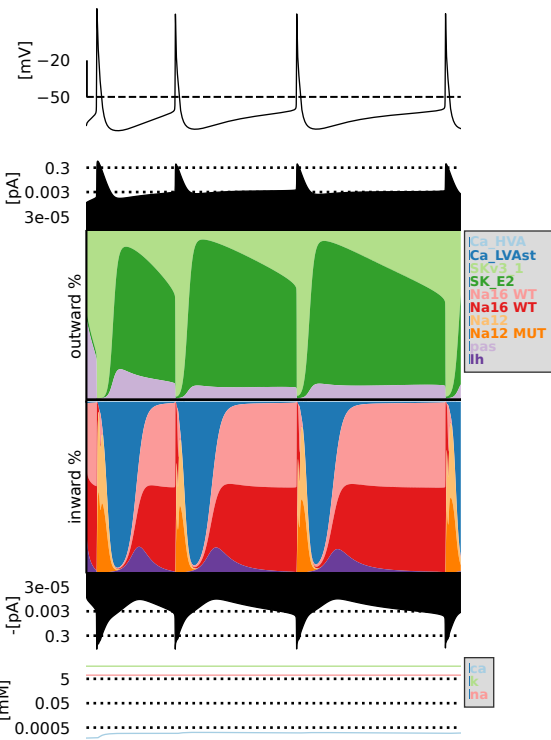 [mV]
−20
−50
[pA]
0.3
0.003
3e-05
outward %
Ca_HVA
Ca_LVAst
SKv3_1
SK_E2
Na16 WT
Na16 WT
Na12
Na12 MUT
pas
Ih
inward %
-[pA]
3e-05
0.003
0.3
[mM]
5
0.05
0.0005
ca
k
na